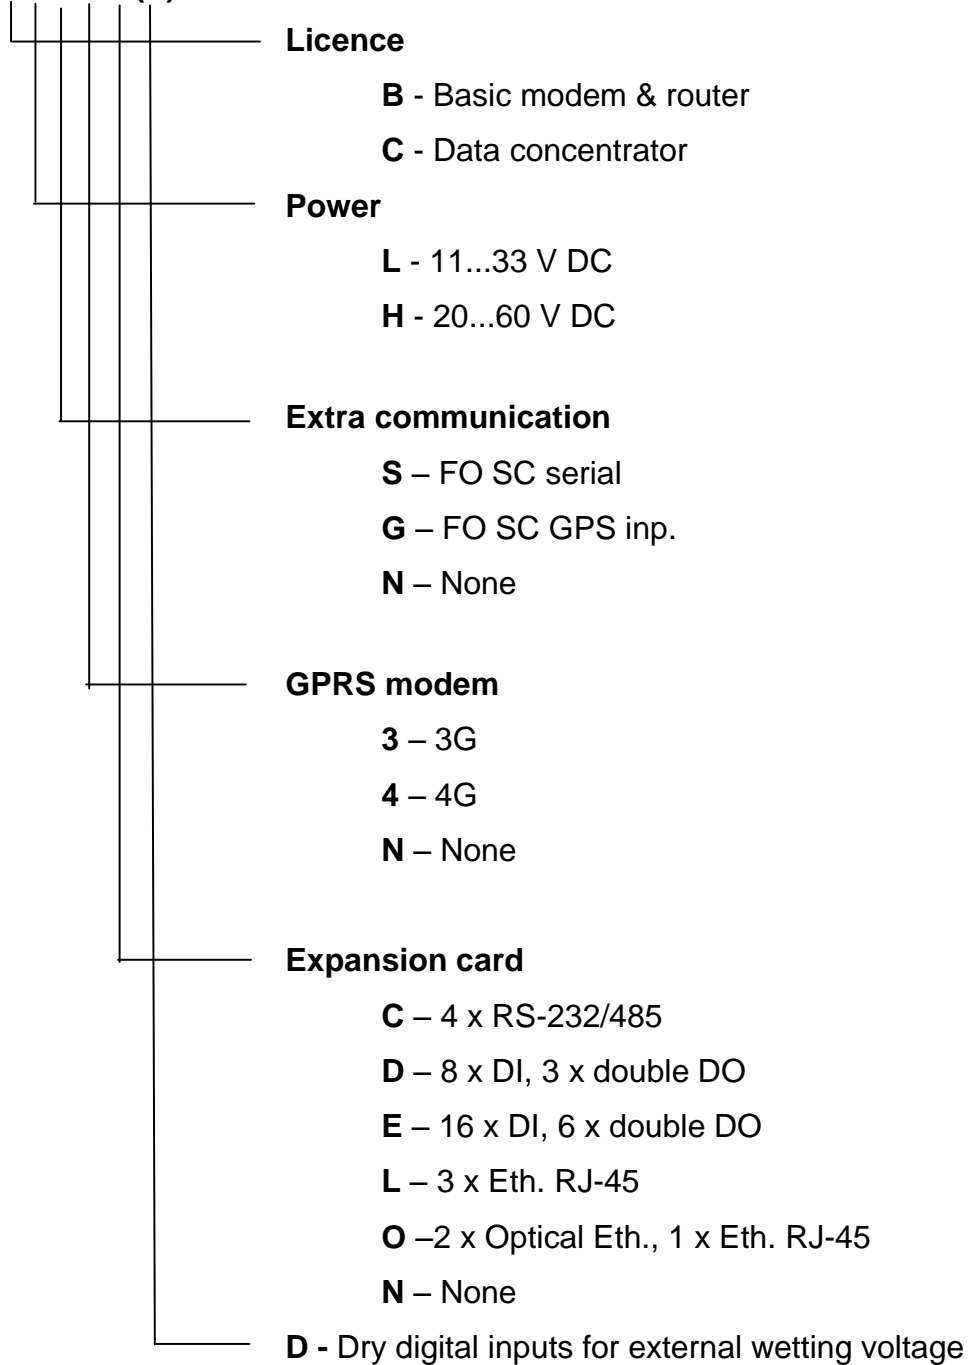 Licence
B - Basic modem & router
C - Data concentrator
Power
L - 11...33 V DC
H - 20...60 V DC
Extra communication
S – FO SC serial
G – FO SC GPS inp.
N – None
GPRS modem
3 – 3G
4 – 4G
N – None
Expansion card
C – 4 x RS-232/485
D – 8 x DI, 3 x double DO
E – 16 x DI, 6 x double DO
L – 3 x Eth. RJ-45
O –2 x Optical Eth., 1 x Eth. RJ-45
N – None
D - Dry digital inputs for external wetting voltage